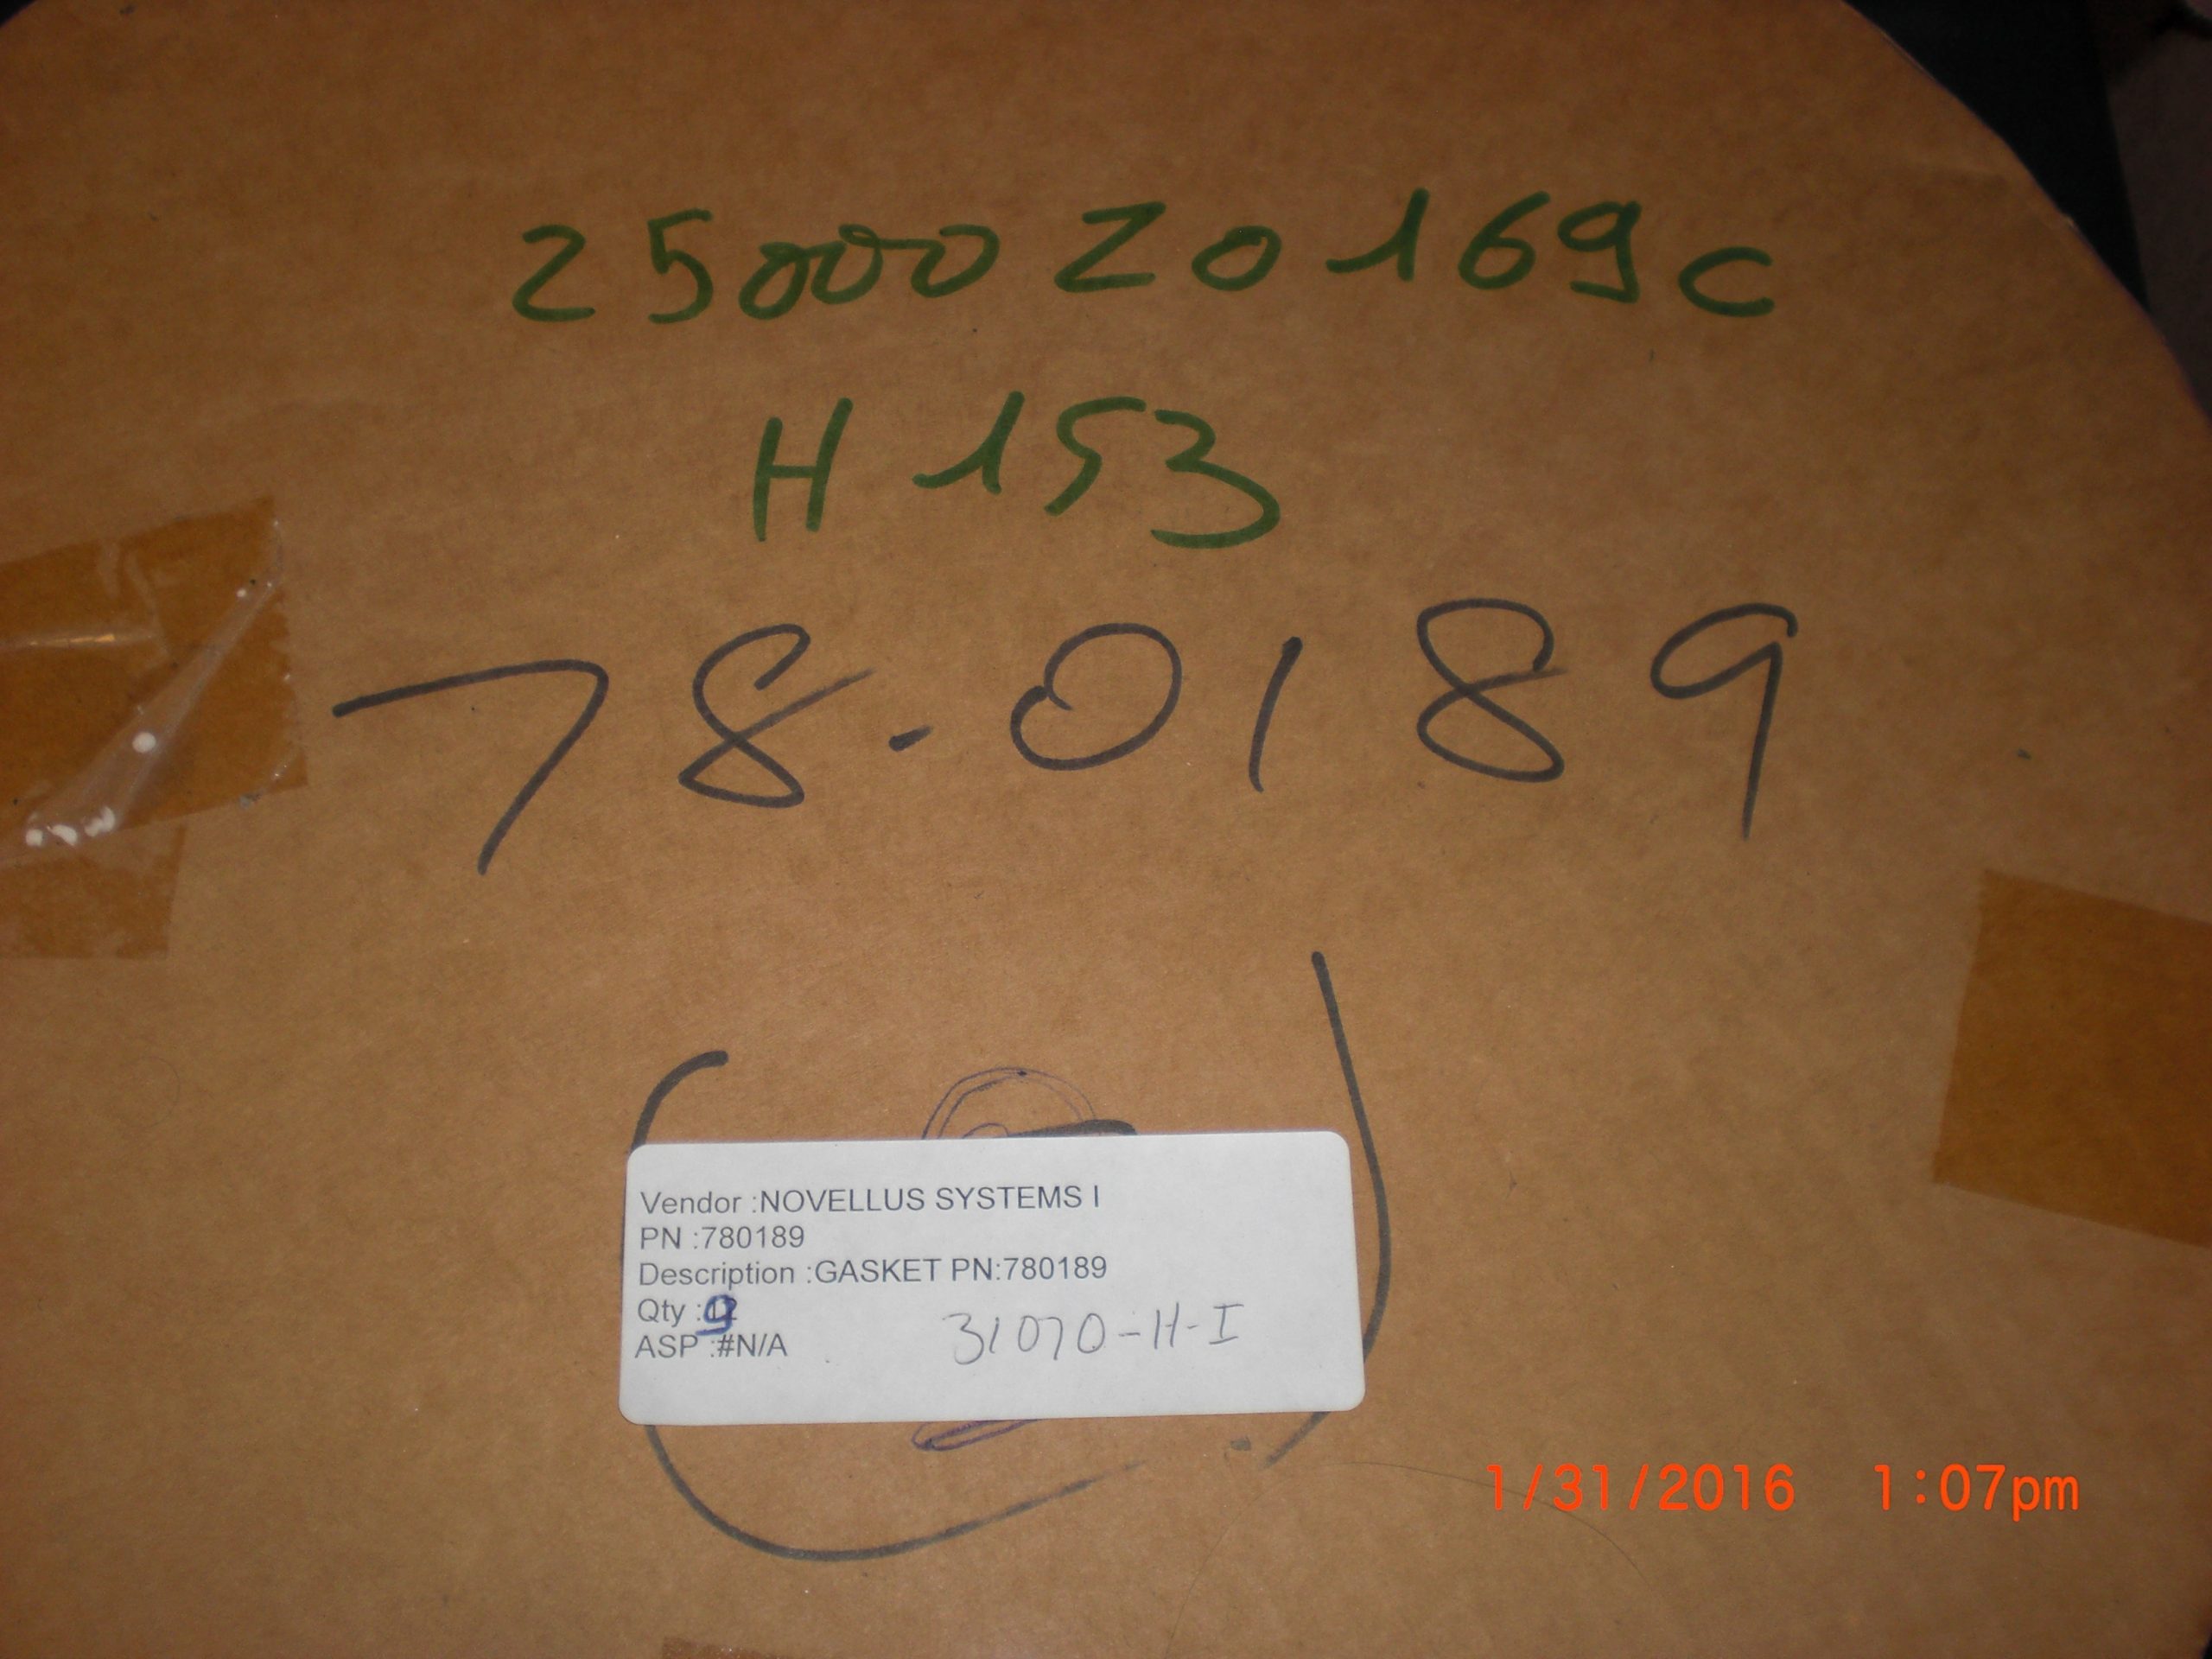 25000Z0169C
H153
78.0189
Vendor :NOVELLUS SYSTEMS I
PN :780189
Description :GASKET PN:780189
Qty :9
ASP :#N/A
31070-H-I
1/31/2016 1:07pm